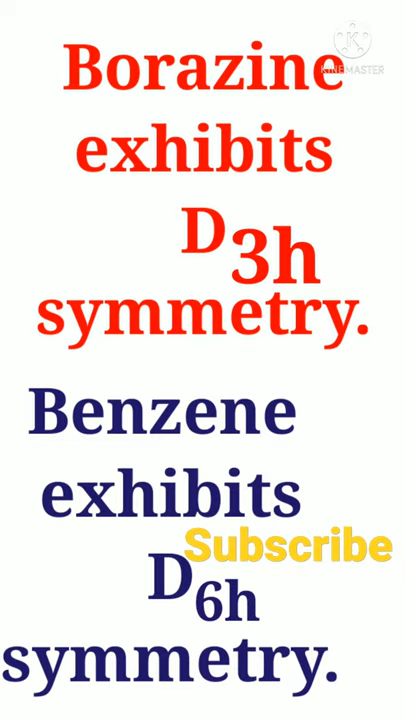 Borazine
KINEMASTER
exhibits
D3h
symmetry.
Benzene
exhibits
Subscribe
D6h
symmetry.